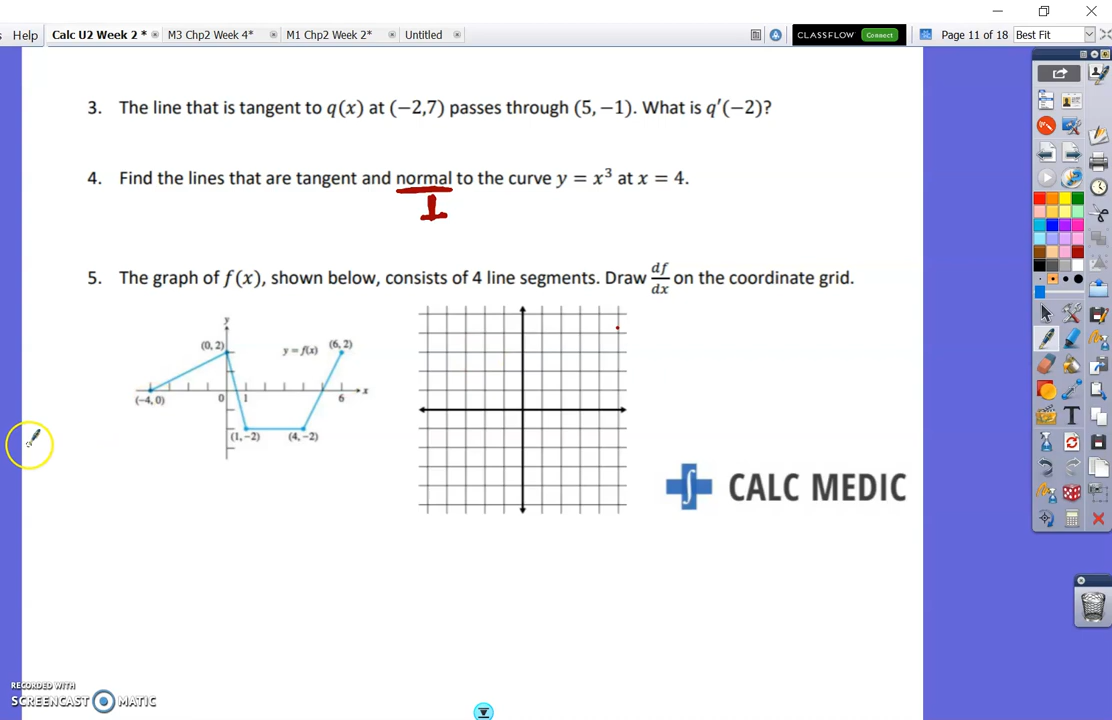 Help Calc U2 Week 2 * M3 Chp2 Week 4* M1 Chp2 Week 2* Untitled CLASSFLOW Connect Page 11 of 18 Best Fit
3. The line that is tangent to q(x) at (−2,7) passes through (5, −1). What is q′(−2)?
4. Find the lines that are tangent and normal to the curve y = x³ at x = 4.
5. The graph of f(x), shown below, consists of 4 line segments. Draw df/dx on the coordinate grid.
y
(0, 2) y = f(x) (6, 2)
x
(−4, 0) 0 1 6
(1, −2) (4, −2)
CALC MEDIC
RECORDED WITH
SCREENCAST MATIC